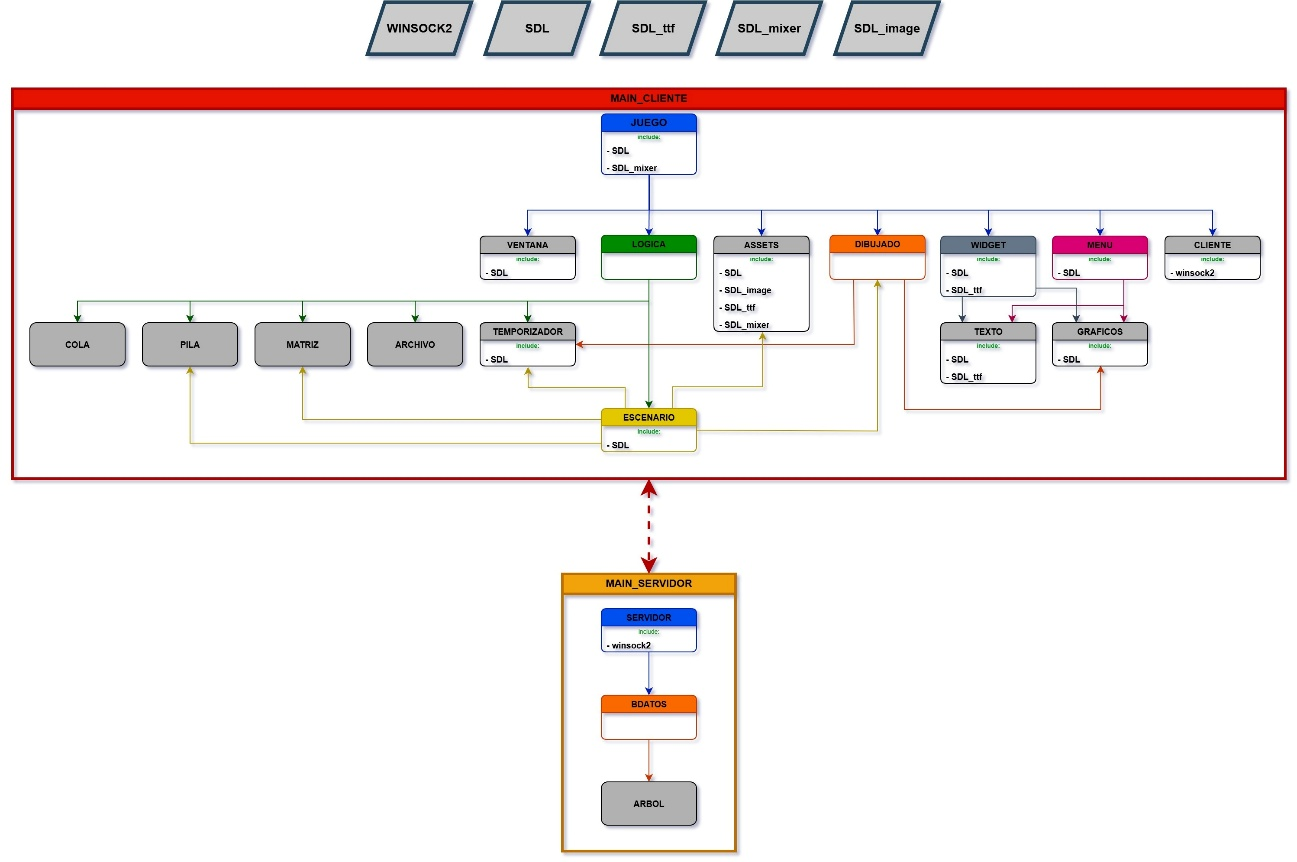 WINSOCK2
SDL
SDL_ttf
SDL_mixer
SDL_image
MAIN_CLIENTE
JUEGO
include:
- SDL
- SDL_mixer
VENTANA
include:
- SDL
LOGICA
ASSETS
include:
- SDL
- SDL_image
- SDL_ttf
- SDL_mixer
DIBUJADO
WIDGET
include:
- SDL
- SDL_ttf
MENU
include:
- SDL
CLIENTE
include:
- winsock2
COLA
PILA
MATRIZ
ARCHIVO
TEMPORIZADOR
include:
- SDL
TEXTO
include:
- SDL
- SDL_ttf
GRAFICOS
include:
- SDL
ESCENARIO
include:
- SDL
MAIN_SERVIDOR
SERVIDOR
include:
- winsock2
BDATOS
ARBOL